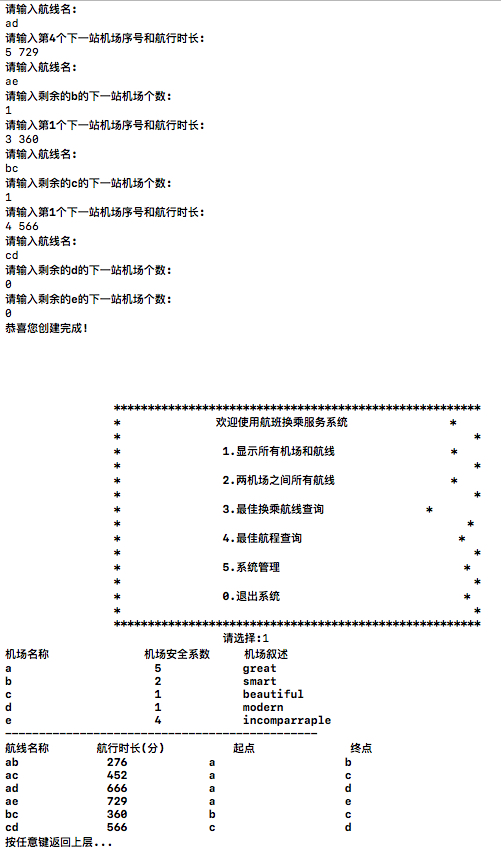 请输入航线名:
ad
请输入第4个下一站机场序号和航行时长:
5 729
请输入航线名:
ae
请输入剩余的b的下一站机场个数:
1
请输入第1个下一站机场序号和航行时长:
3 360
请输入航线名:
bc
请输入剩余的c的下一站机场个数:
1
请输入第1个下一站机场序号和航行时长:
4 566
请输入航线名:
cd
请输入剩余的d的下一站机场个数:
0
请输入剩余的e的下一站机场个数:
0
恭喜您创建完成!
******************************************************
* 欢迎使用航班换乘服务系统 *
* *
* 1.显示所有机场和航线 *
* *
* 2.两机场之间所有航线 *
* *
* 3.最佳换乘航线查询 *
* *
* 4.最佳航程查询 *
* *
* 5.系统管理 *
* *
* 0.退出系统 *
* *
******************************************************
请选择:1
机场名称 机场安全系数 机场叙述
a 5 great
b 2 smart
c 1 beautiful
d 1 modern
e 4 incomparraple
----------------------------------------------
航线名称 航行时长(分) 起点 终点
ab 276 a b
ac 452 a c
ad 666 a d
ae 729 a e
bc 360 b c
cd 566 c d
按任意键返回上层...